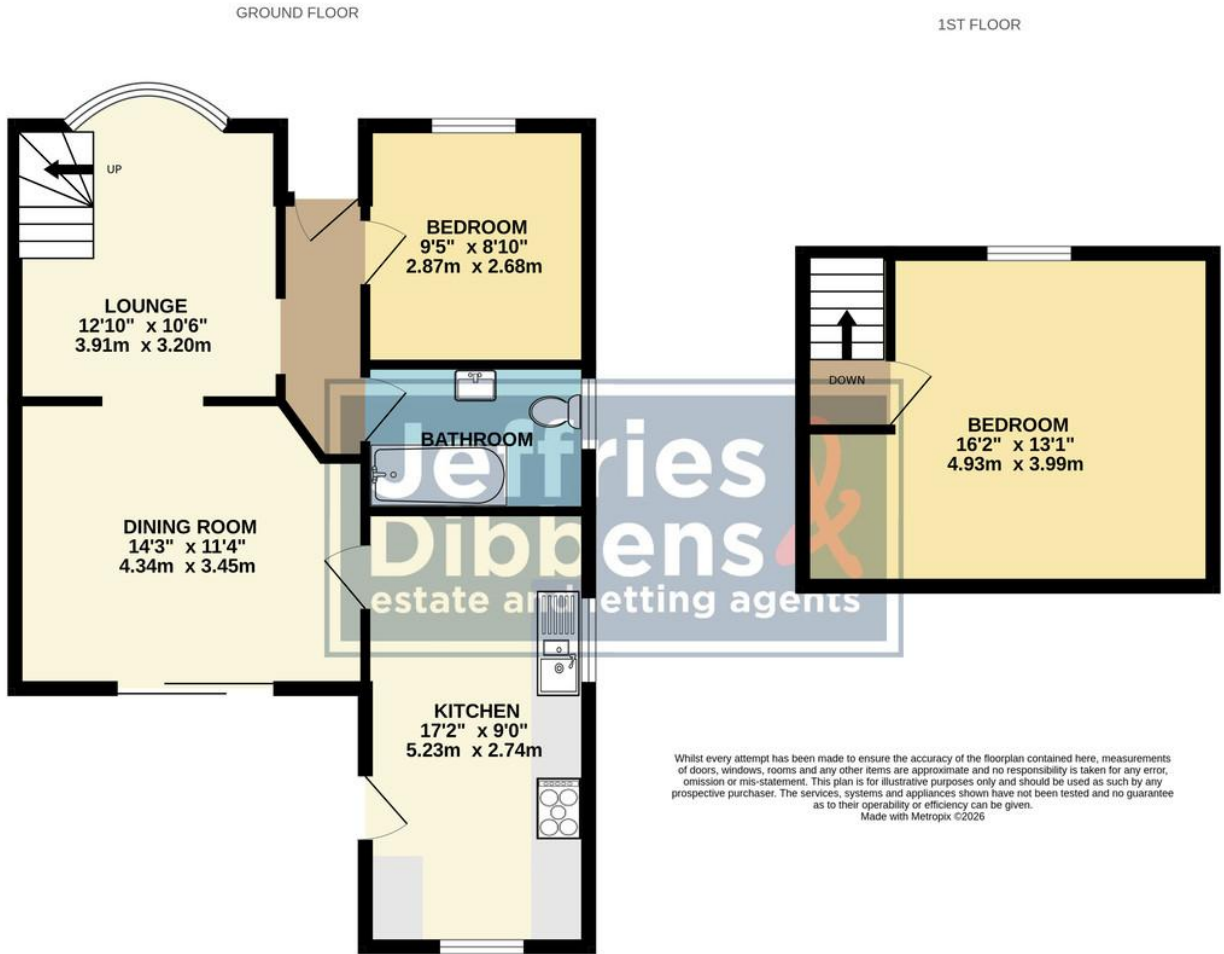 GROUND FLOOR
1ST FLOOR
UP
LOUNGE
12'10" x 10'6"
3.91m x 3.20m
BEDROOM
9'5" x 8'10"
2.87m x 2.68m
BATHROOM
DINING ROOM
14'3" x 11'4"
4.34m x 3.45m
KITCHEN
17'2" x 9'0"
5.23m x 2.74m
DOWN
BEDROOM
16'2" x 13'1"
4.93m x 3.99m
Jeffries &
Dibbens
estate and letting agents
Whilst every attempt has been made to ensure the accuracy of the floorplan contained here, measurements
of doors, windows, rooms and any other items are approximate and no responsibility is taken for any error,
omission or mis-statement. This plan is for illustrative purposes only and should be used as such by any
prospective purchaser. The services, systems and appliances shown have not been tested and no guarantee
as to their operability or efficiency can be given.
Made with Metropix ©2026